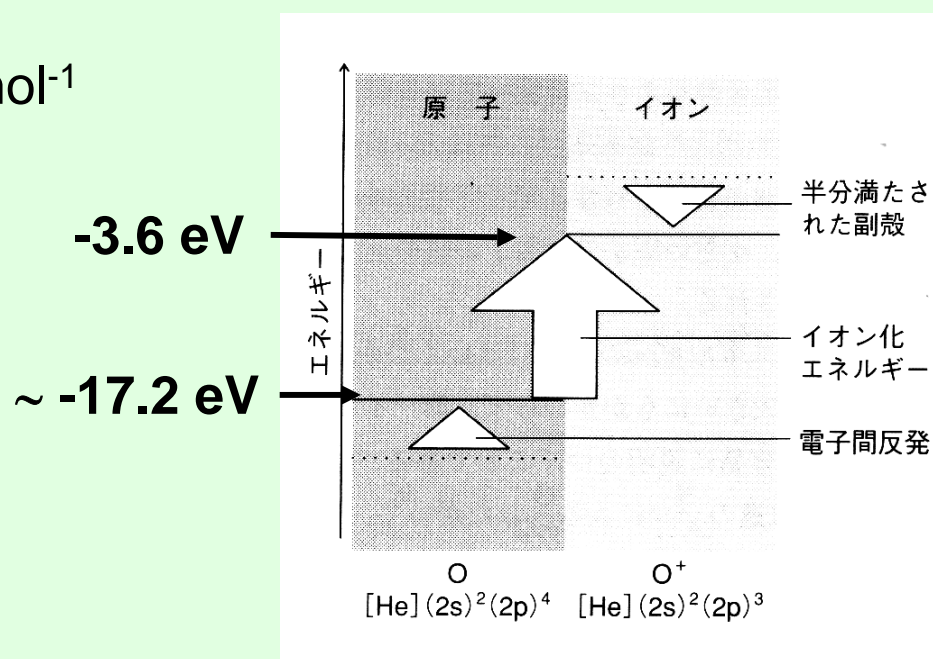 nol-1
-3.6 eV
~ -17.2 eV
エネルギー
原子
イオン
半分満たさ
れた副殻
イオン化
エネルギー
電子間反発
O
[He](2s)²(2p)⁴
O⁺
[He](2s)²(2p)³